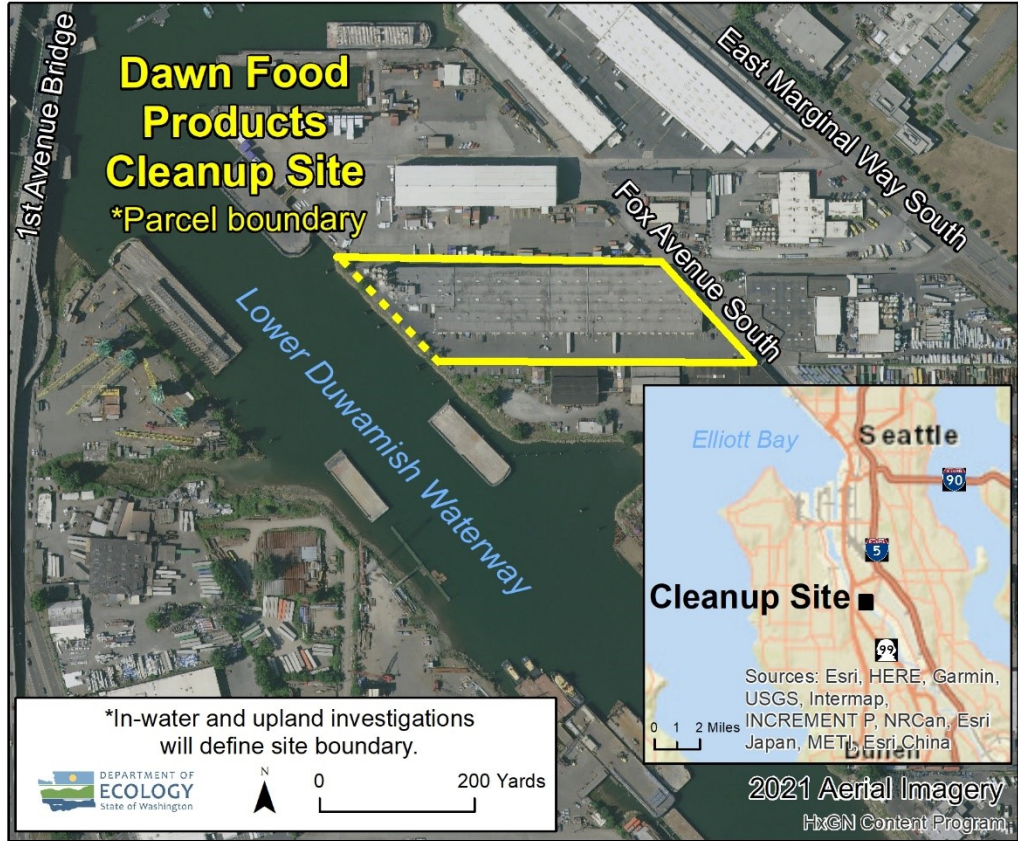 Dawn Food
Products
Cleanup Site
*Parcel boundary
1st Avenue Bridge
East Marginal Way South
Fox Avenue South
Lower Duwamish Waterway
Elliott Bay
Seattle
90
5
Cleanup Site
99
Sources: Esri, HERE, Garmin,
USGS, Intermap,
INCREMENT P, NRCan, Esri
Japan, METI, Esri China
0 1 2 Miles
Burien
*In-water and upland investigations
will define site boundary.
DEPARTMENT OF
ECOLOGY
State of Washington
N
0 200 Yards
2021 Aerial Imagery
HxGN Content Program